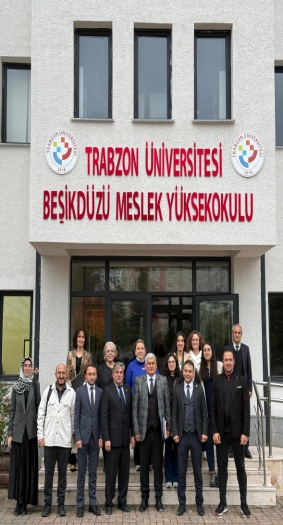 TRABZON ÜNİVERSİTESİ
BEŞİKDÜZÜ MESLEK YÜKSEKOKULU